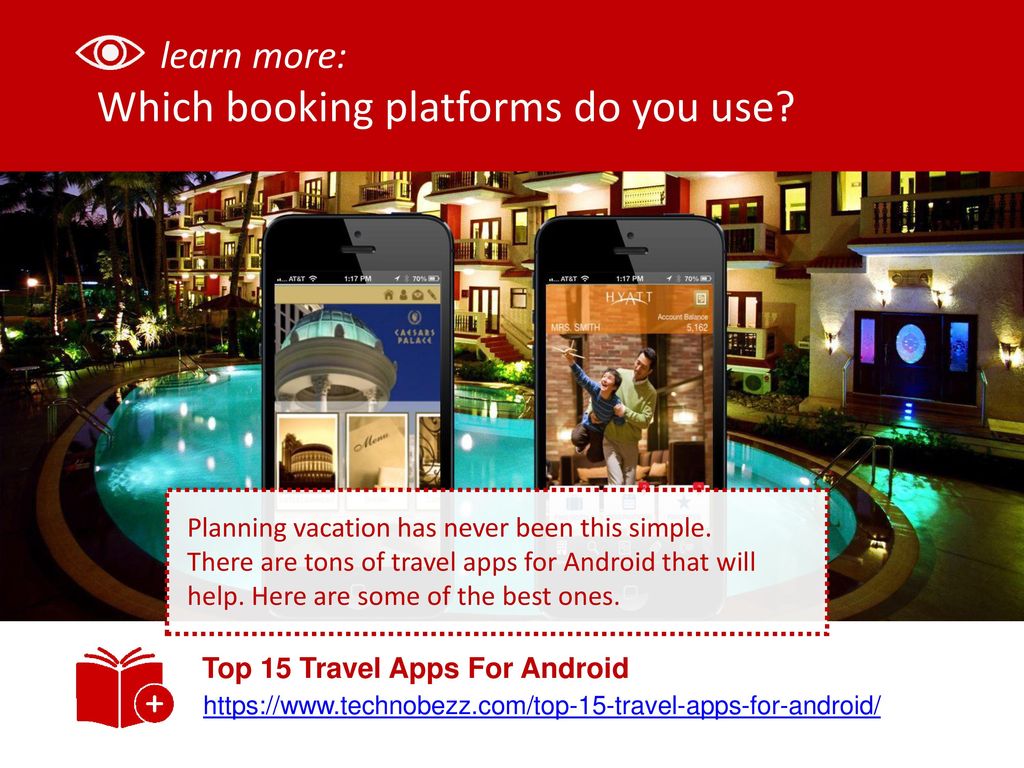 learn more:
Which booking platforms do you use?
AT&T 1:17 PM 70%
AT&T 1:17 PM 70%
HYATT
CAESARS
PALACE
Account Balance
MRS. SMITH 5,162
Menu
Planning vacation has never been this simple.
There are tons of travel apps for Android that will
help. Here are some of the best ones.
Top 15 Travel Apps For Android
https://www.technobezz.com/top-15-travel-apps-for-android/